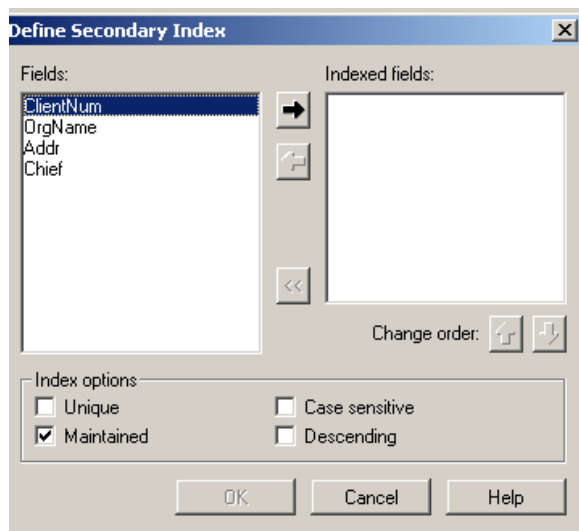 Define Secondary Index
Fields:
Indexed fields:
ClientNum
OrgName
Addr
Chief
<<
Change order:
Index options
Unique
Case sensitive
Maintained
Descending
OK
Cancel
Help